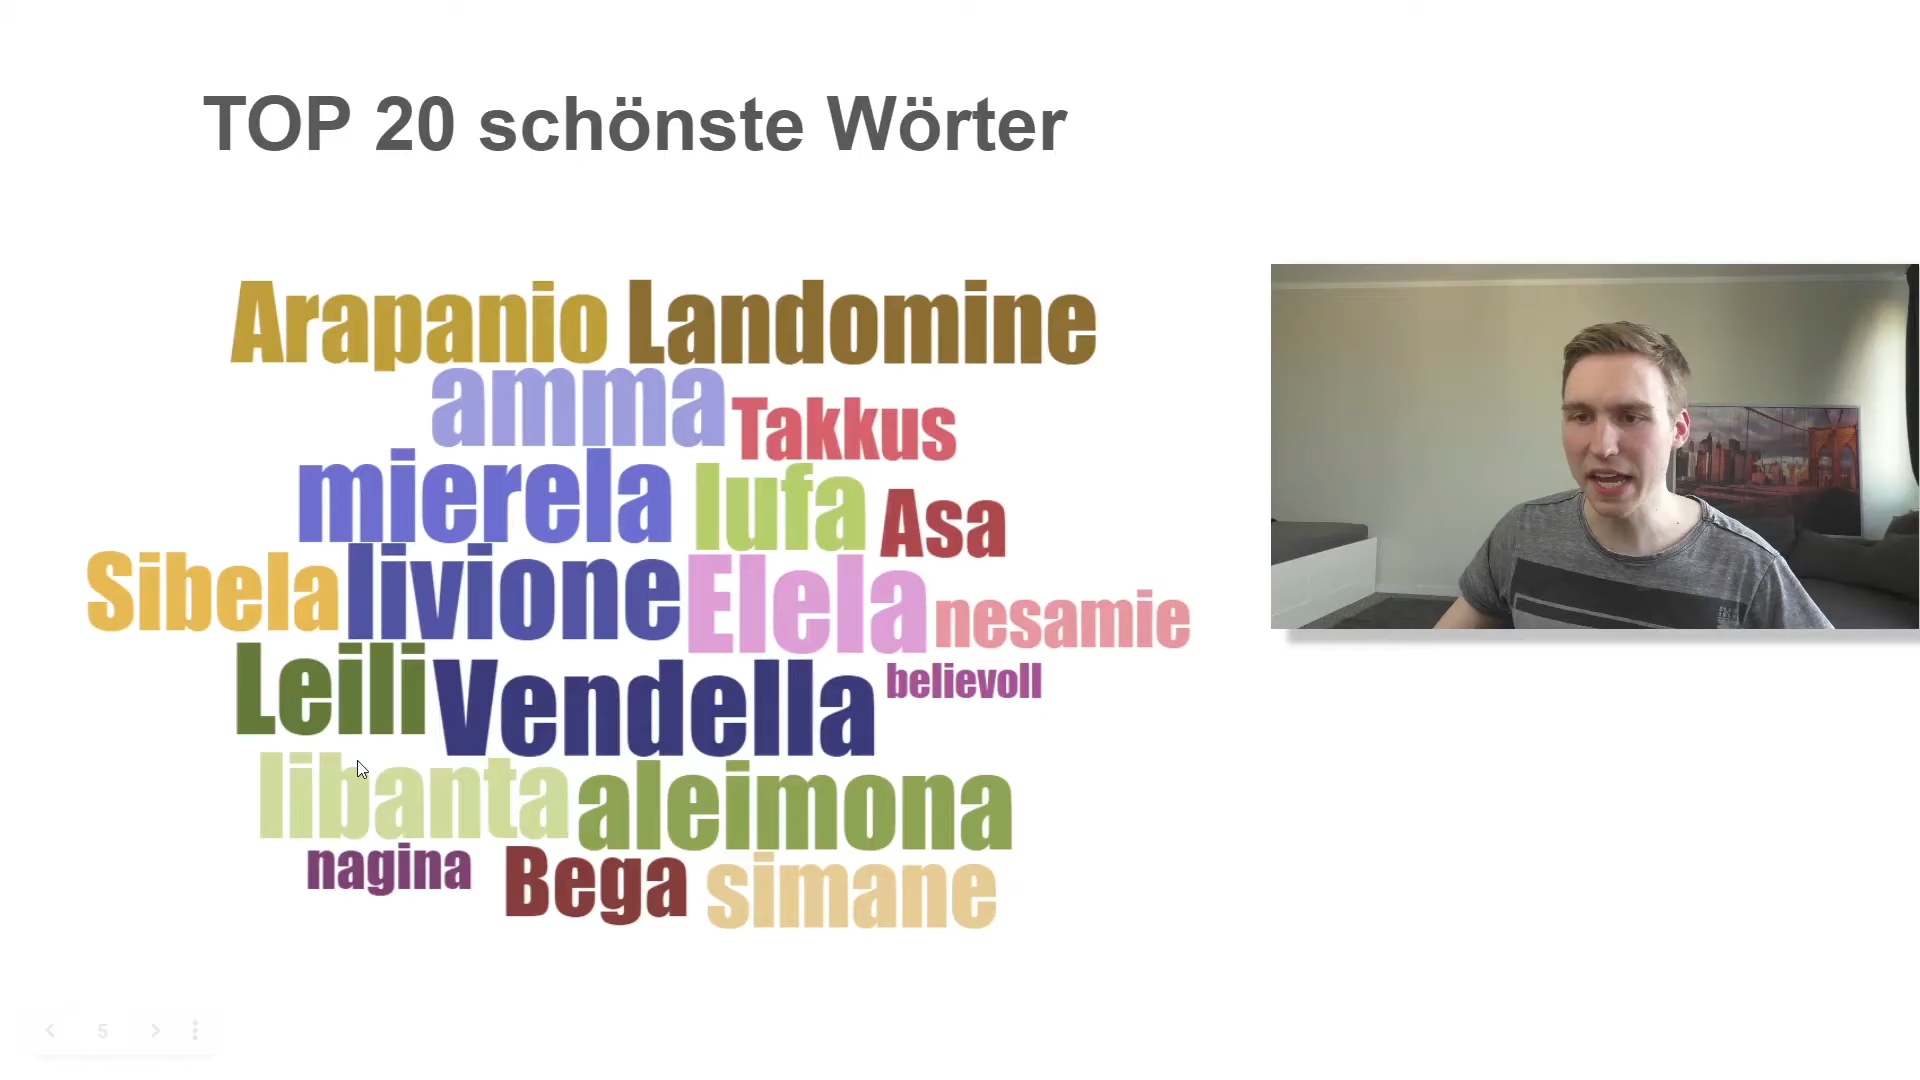 TOP 20 schönste Wörter
Arapanio Landomine
amma Takkus
mierela lufa Asa
Sibela livione Elela nesamie
Leili Vendella believoll
libanta aleimona
nagina Bega simane
5